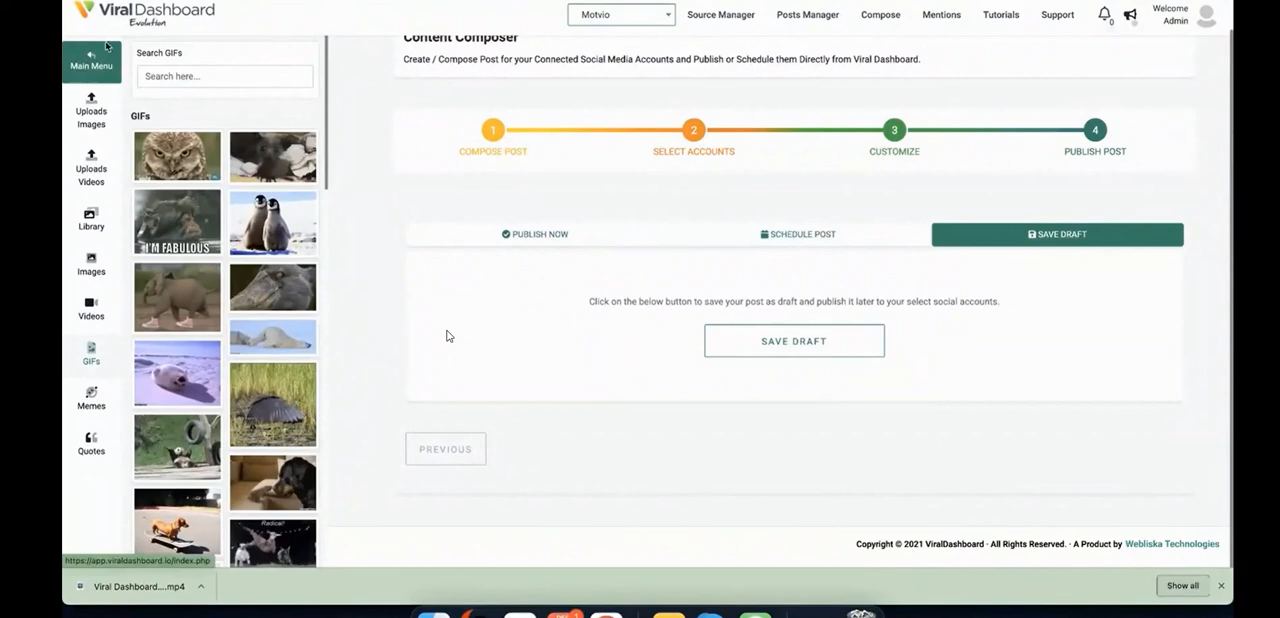 ViralDashboard
Evolution
Motvio
Source Manager
Posts Manager
Compose
Mentions
Tutorials
Support
0
Welcome
Admin
Main Menu
Uploads
Images
Uploads
Videos
Library
Images
Videos
GIFs
Memes
Quotes
Search GIFs
Search here...
GIFs
I'M FABULOUS
Radical!
Content Composer
Create / Compose Post for your Connected Social Media Accounts and Publish or Schedule them Directly from Viral Dashboard.
1
2
3
4
COMPOSE POST
SELECT ACCOUNTS
CUSTOMIZE
PUBLISH POST
PUBLISH NOW
SCHEDULE POST
SAVE DRAFT
Click on the below button to save your post as draft and publish it later to your select social accounts.
SAVE DRAFT
PREVIOUS
Copyright © 2021 ViralDashboard · All Rights Reserved. · A Product by Webliska Technologies
https://app.viraldashboard.io/index.php
Viral Dashboard....mp4
Show all